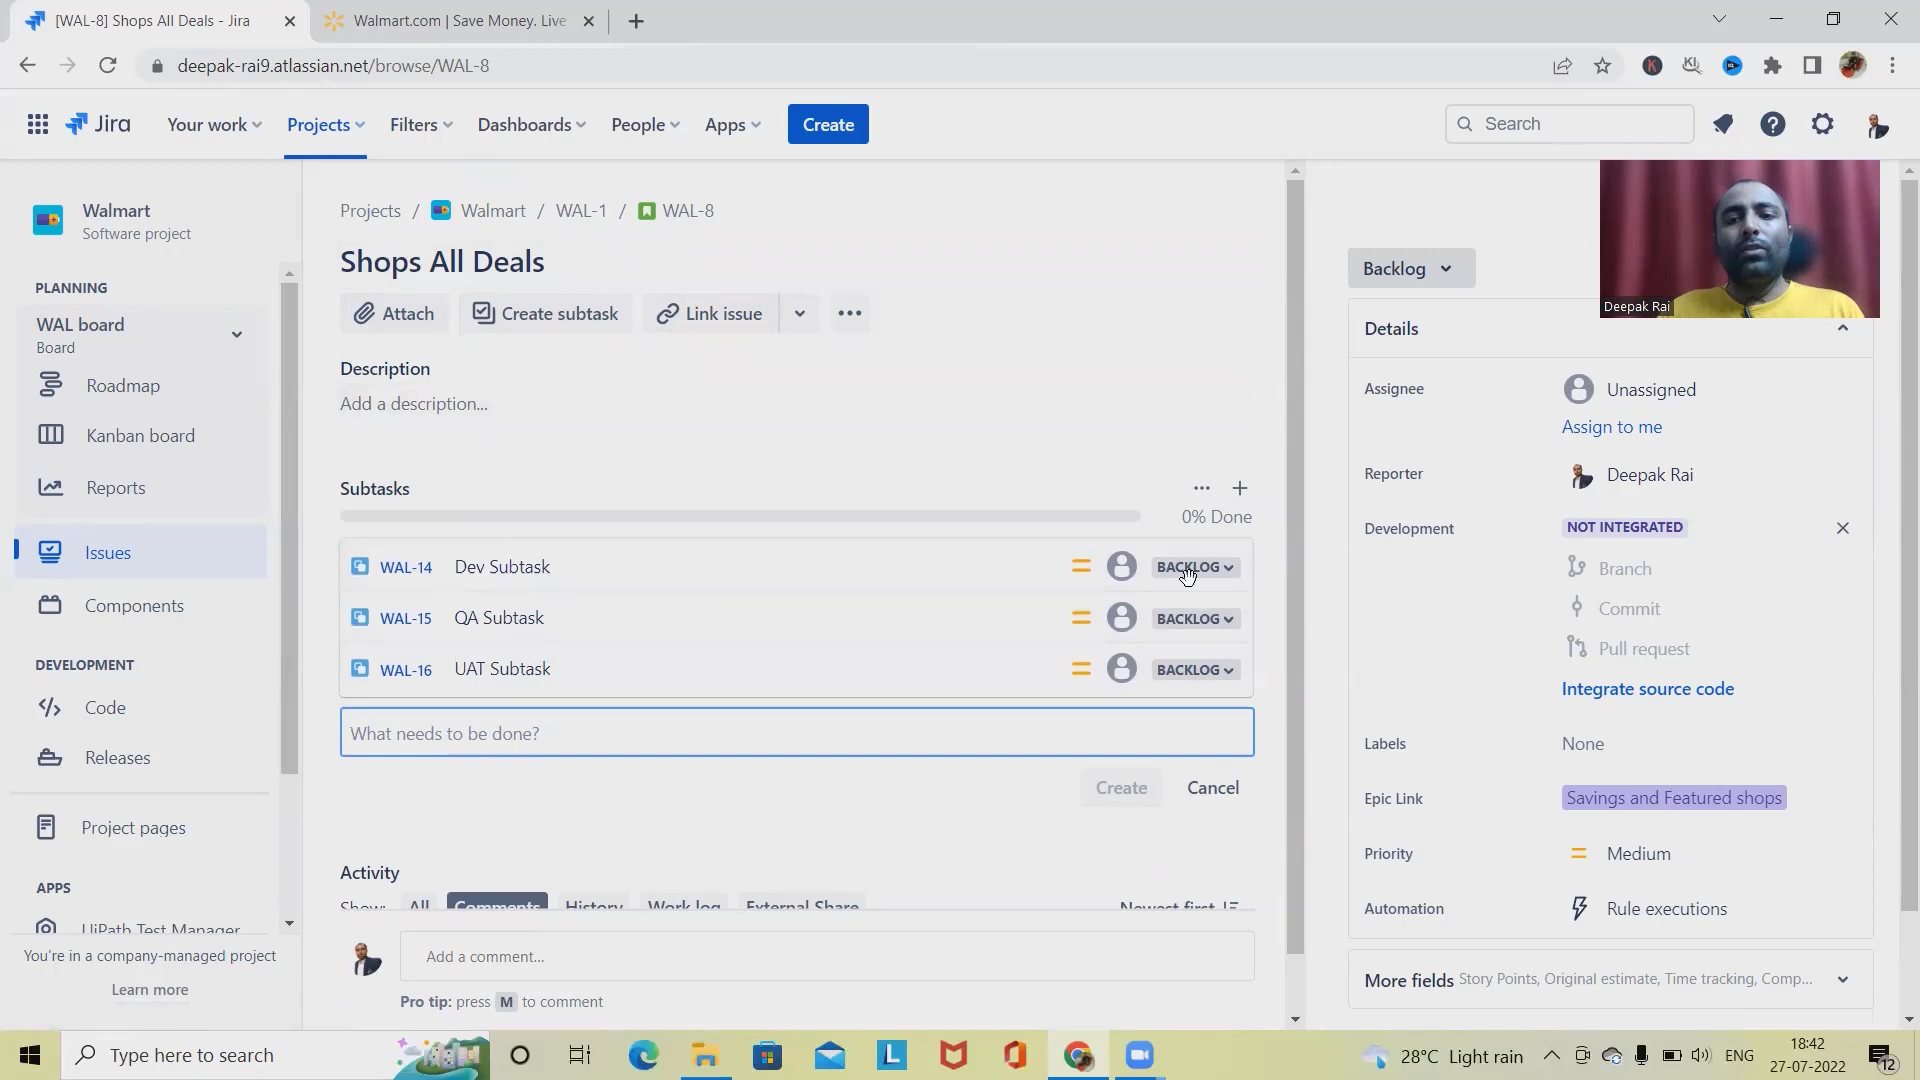 [WAL-8] Shops All Deals - Jira
Walmart.com | Save Money. Live
deepak-rai9.atlassian.net/browse/WAL-8
Jira
Your work
Projects
Filters
Dashboards
People
Apps
Create
Search
Walmart
Software project
PLANNING
WAL board
Board
Roadmap
Kanban board
Reports
Issues
Components
DEVELOPMENT
Code
Releases
Project pages
APPS
UiPath Test Manager
You're in a company-managed project
Learn more
Projects / Walmart / WAL-1 / WAL-8
Shops All Deals
Attach
Create subtask
Link issue
Description
Add a description...
Subtasks
0% Done
WAL-14 Dev Subtask BACKLOG
WAL-15 QA Subtask BACKLOG
WAL-16 UAT Subtask BACKLOG
What needs to be done?
Create
Cancel
Activity
Show: All Comments History Work log External Share Newest first
Add a comment...
Pro tip: press M to comment
Deepak Rai
Backlog
Details
Assignee
Unassigned
Assign to me
Reporter
Deepak Rai
Development
NOT INTEGRATED
Branch
Commit
Pull request
Integrate source code
Labels
None
Epic Link
Savings and Featured shops
Priority
Medium
Automation
Rule executions
More fields Story Points, Original estimate, Time tracking, Comp...
Type here to search
28°C Light rain
ENG
18:42
27-07-2022
12